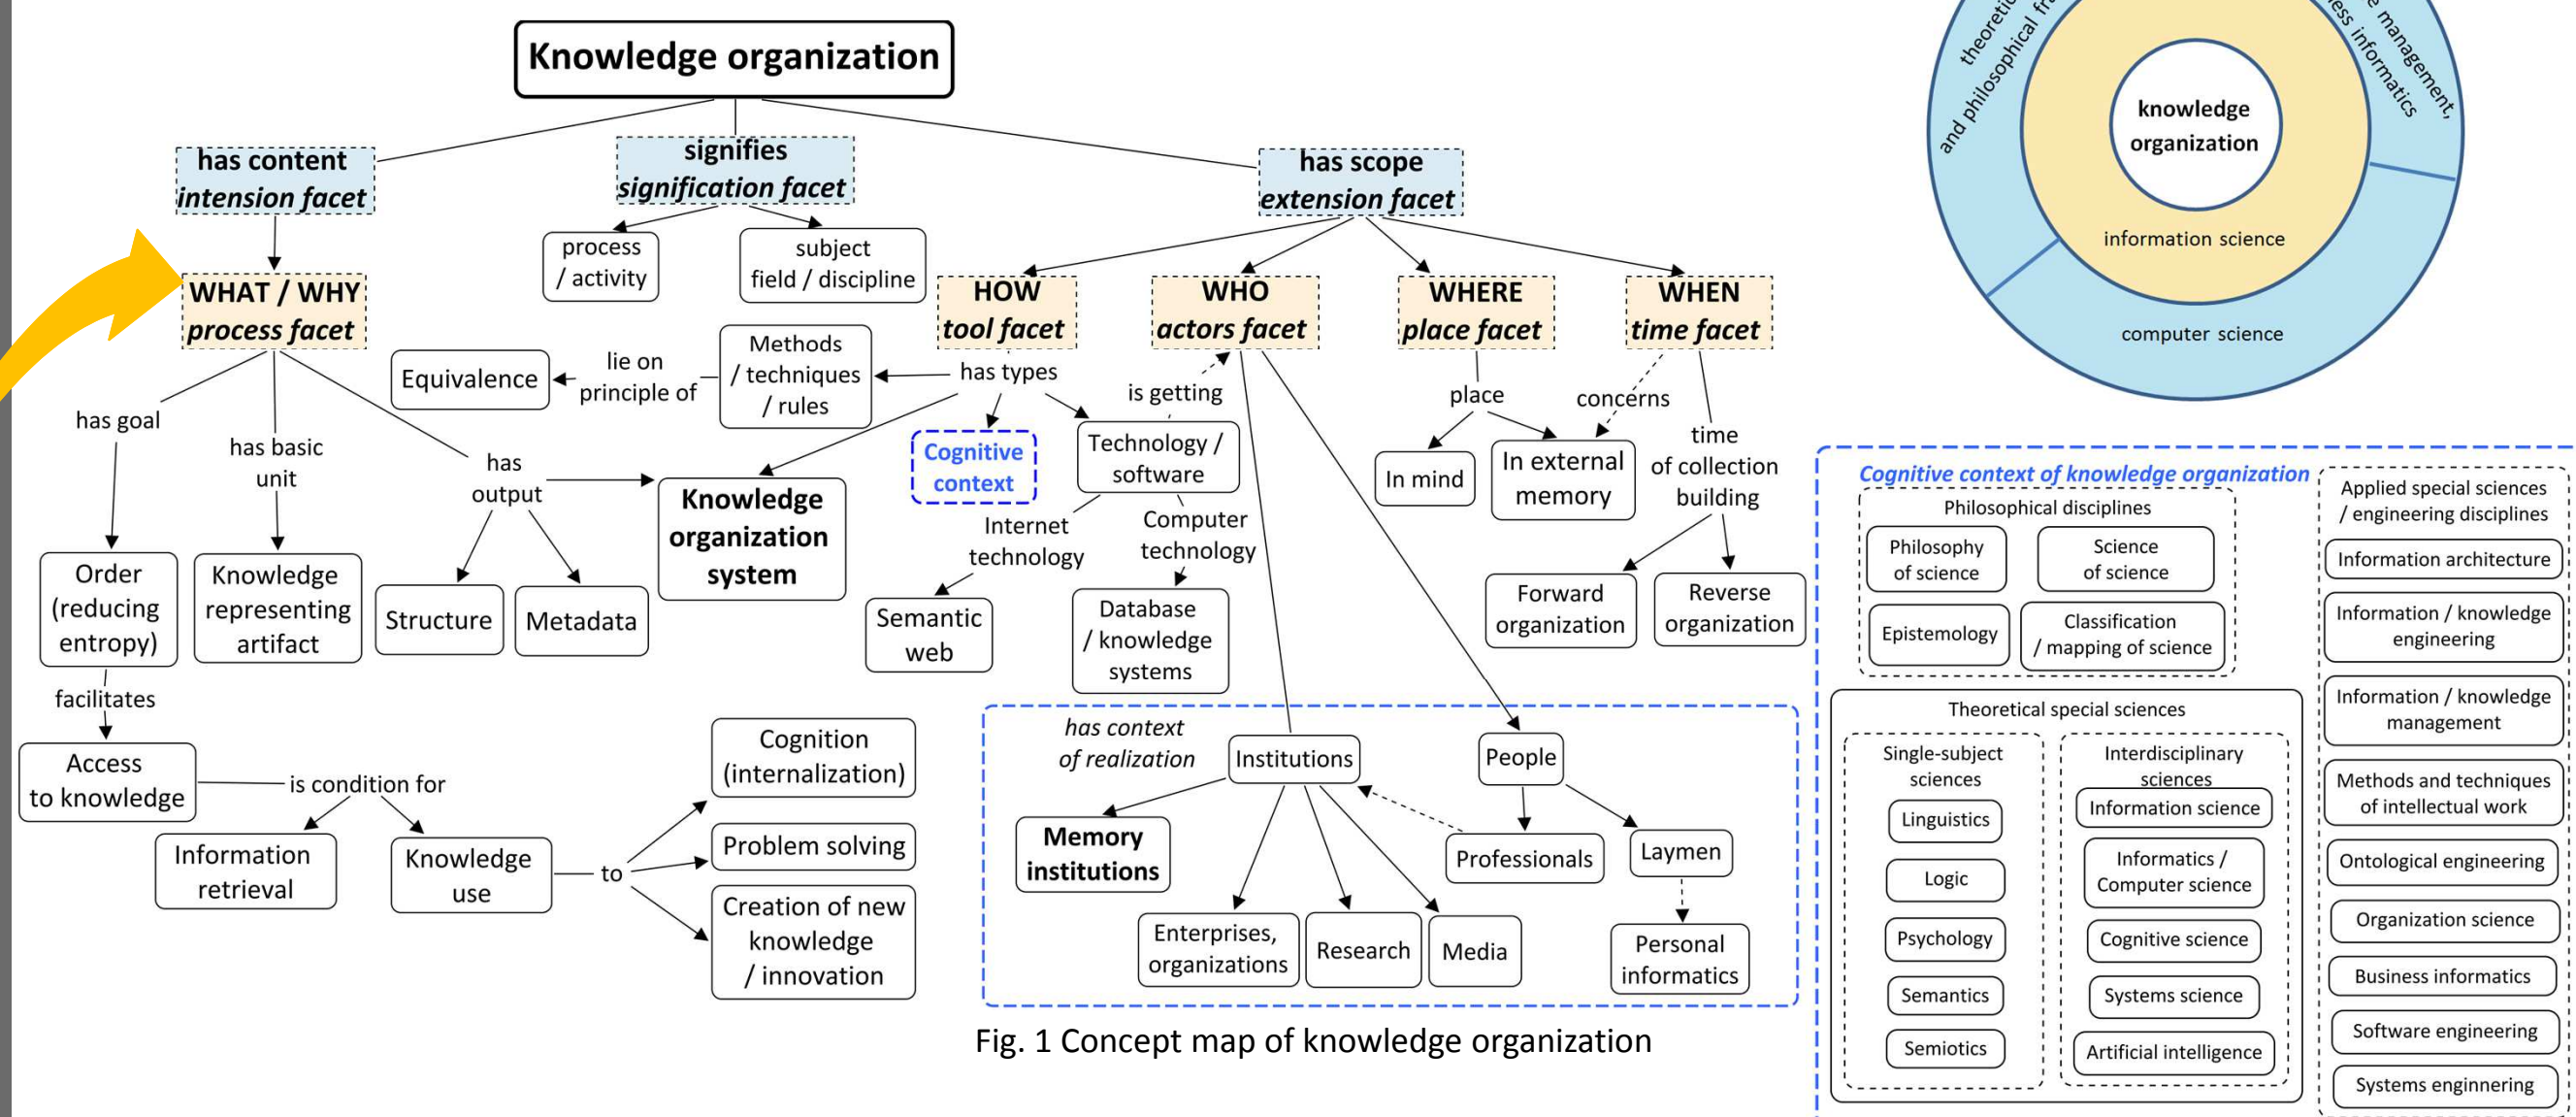 Knowledge organization
has content
intension facet
signifies
signification facet
has scope
extension facet
process
/ activity
subject
field / discipline
WHAT / WHY
process facet
HOW
tool facet
WHO
actors facet
WHERE
place facet
WHEN
time facet
Equivalence
lie on
principle of
Methods
/ techniques
/ rules
has types
is getting
place
concerns
has goal
has basic
unit
has
output
Cognitive
context
Technology /
software
In mind
In external
memory
time
of collection
building
Knowledge
organization
system
Internet
technology
Computer
technology
Order
(reducing
entropy)
Knowledge
representing
artifact
Structure
Metadata
Semantic
web
Database
/ knowledge
systems
Forward
organization
Reverse
organization
facilitates
Access
to knowledge
is condition for
Information
retrieval
Knowledge
use
to
Cognition
(internalization)
Problem solving
Creation of new
knowledge
/ innovation
has context
of realization
Institutions
People
Memory
institutions
Professionals
Laymen
Enterprises,
organizations
Research
Media
Personal
informatics
Fig. 1 Concept map of knowledge organization
and philosophical
management,
informatics
knowledge
organization
information science
computer science
Cognitive context of knowledge organization
Philosophical disciplines
Philosophy
of science
Science
of science
Epistemology
Classification
/ mapping of science
Theoretical special sciences
Single-subject
sciences
Linguistics
Logic
Psychology
Semantics
Semiotics
Interdisciplinary
sciences
Information science
Informatics /
Computer science
Cognitive science
Systems science
Artificial intelligence
Applied special sciences
/ engineering disciplines
Information architecture
Information / knowledge
engineering
Information / knowledge
management
Methods and techniques
of intellectual work
Ontological engineering
Organization science
Business informatics
Software engineering
Systems enginnering